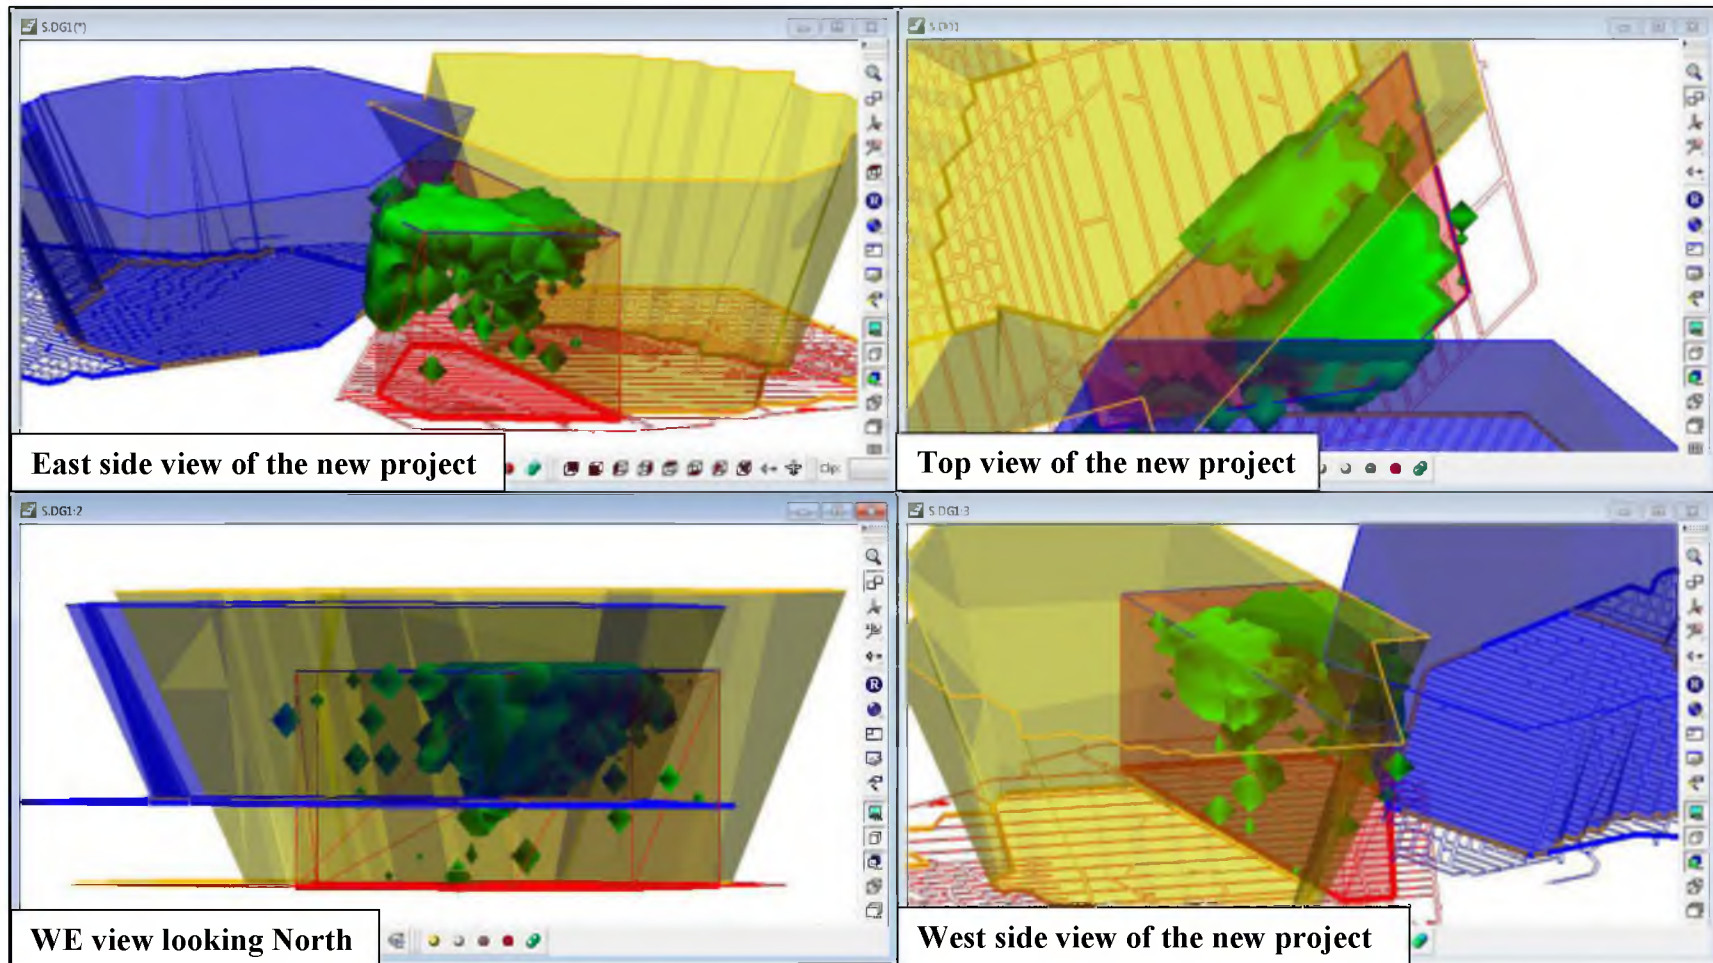 S.DG1(*)
East side view of the new project
Clip:
S.DG1
Top view of the new project
S.DG1:2
WE view looking North
S.DG1:3
West side view of the new project
R
R
R
R